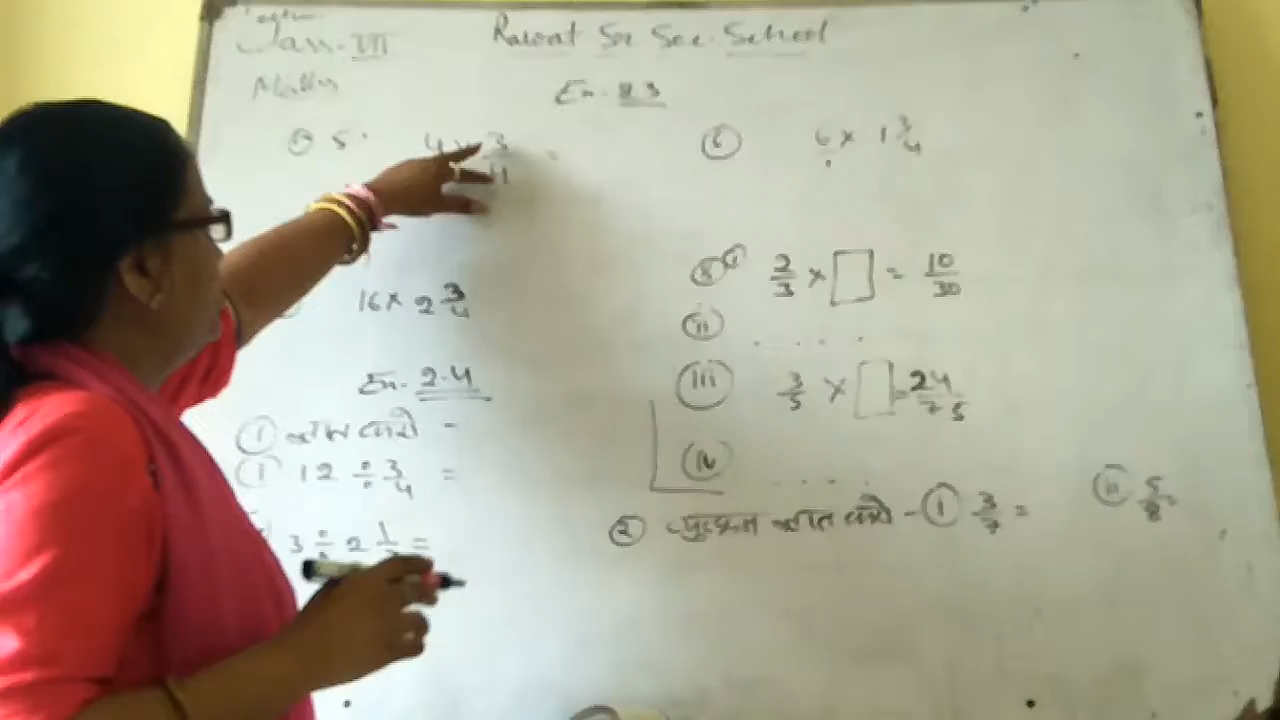 Class-VII
Rawat Sr Sec. School
Maths
Ex- 2.3
5. 4 × 3/11 =
⑥ 6 × 1 3/4
16 × 2 3/4
⑧ ⓘ 2/3 × □ = 10/30
ⓘⓘ . . . .
Ex- 2.4
ⓘⓘⓘ 3/5 × □ = 24/75
① ज्ञात करो -
ⓘ 12 ÷ 3/4 =
ⓘⓥ . . . .
② व्युत्क्रम ज्ञात करो - ⓘ 3/7 = ⓘⓘ 5/8 =
3 ÷ 2 1/3 =